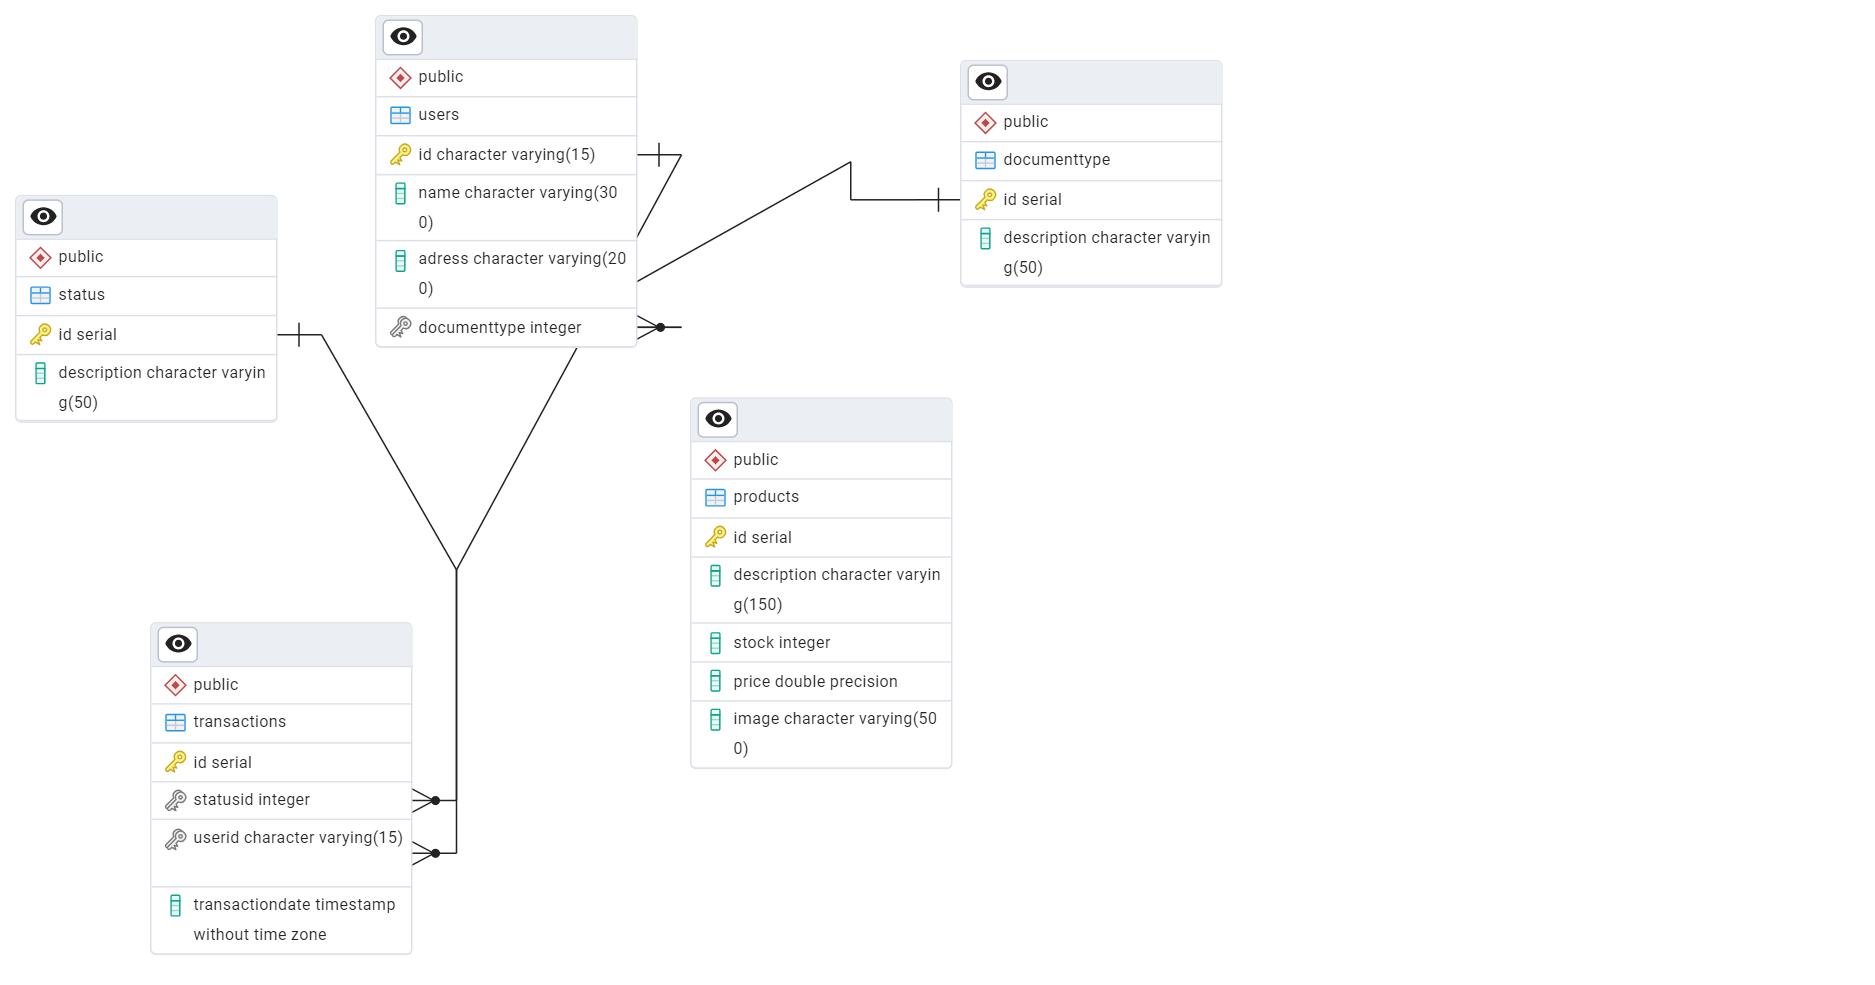 public
users
id character varying(15)
name character varying(30
0)
adress character varying(20
0)
documenttype integer
public
documenttype
id serial
description character varyin
g(50)
public
status
id serial
description character varyin
g(50)
public
products
id serial
description character varyin
g(150)
stock integer
price double precision
image character varying(50
0)
public
transactions
id serial
statusid integer
userid character varying(15)
transactiondate timestamp
without time zone